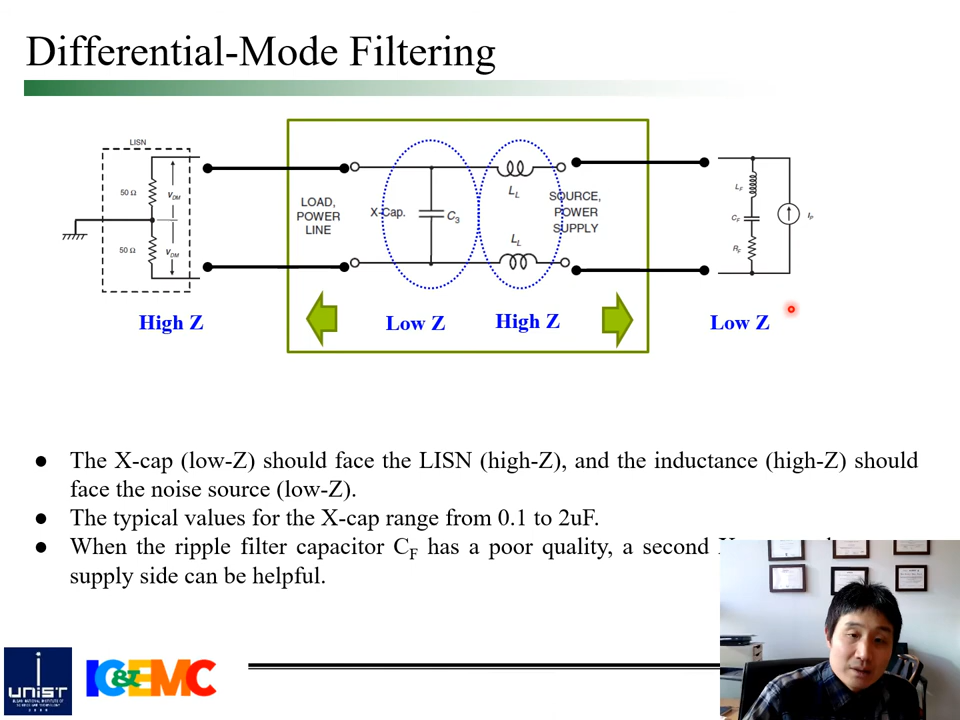 Differential-Mode Filtering
LISN
50 Ω
V_DM
50 Ω
V_DM
LOAD,
POWER
LINE
X-Cap.
C3
L_L
L_L
SOURCE,
POWER
SUPPLY
L_F
C_F
R_F
I_P
High Z
Low Z
High Z
Low Z
● The X-cap (low-Z) should face the LISN (high-Z), and the inductance (high-Z) should
face the noise source (low-Z).
● The typical values for the X-cap range from 0.1 to 2uF.
● When the ripple filter capacitor C_F has a poor quality, a second
supply side can be helpful.
UNIST
IC&EMC